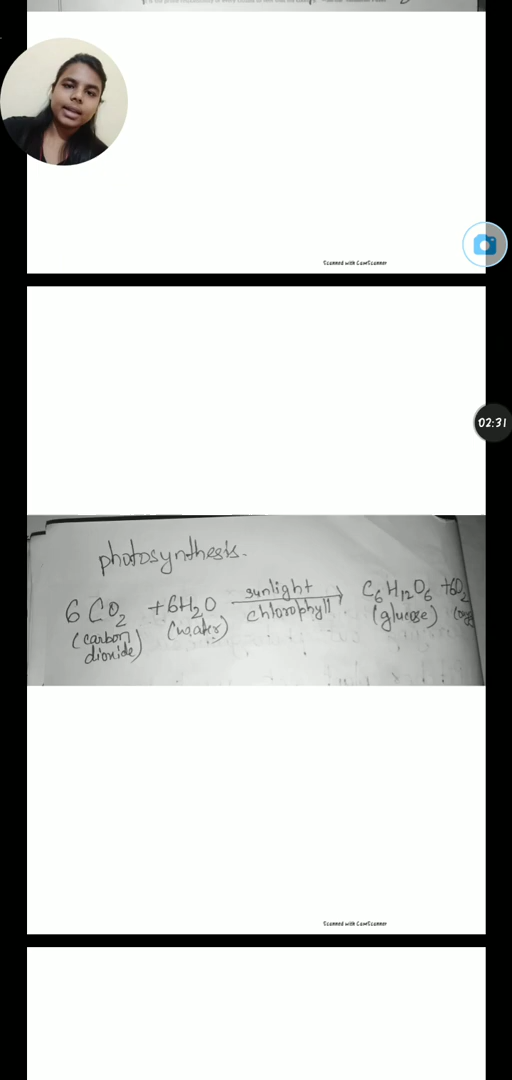 Scanned with CamScanner
02:31
photosynthesis.
6 CO2 + 6H2O sunlight chlorophyll → C6H12O6 + 6O2
(carbon dioxide) (water) (glucose)
Scanned with CamScanner